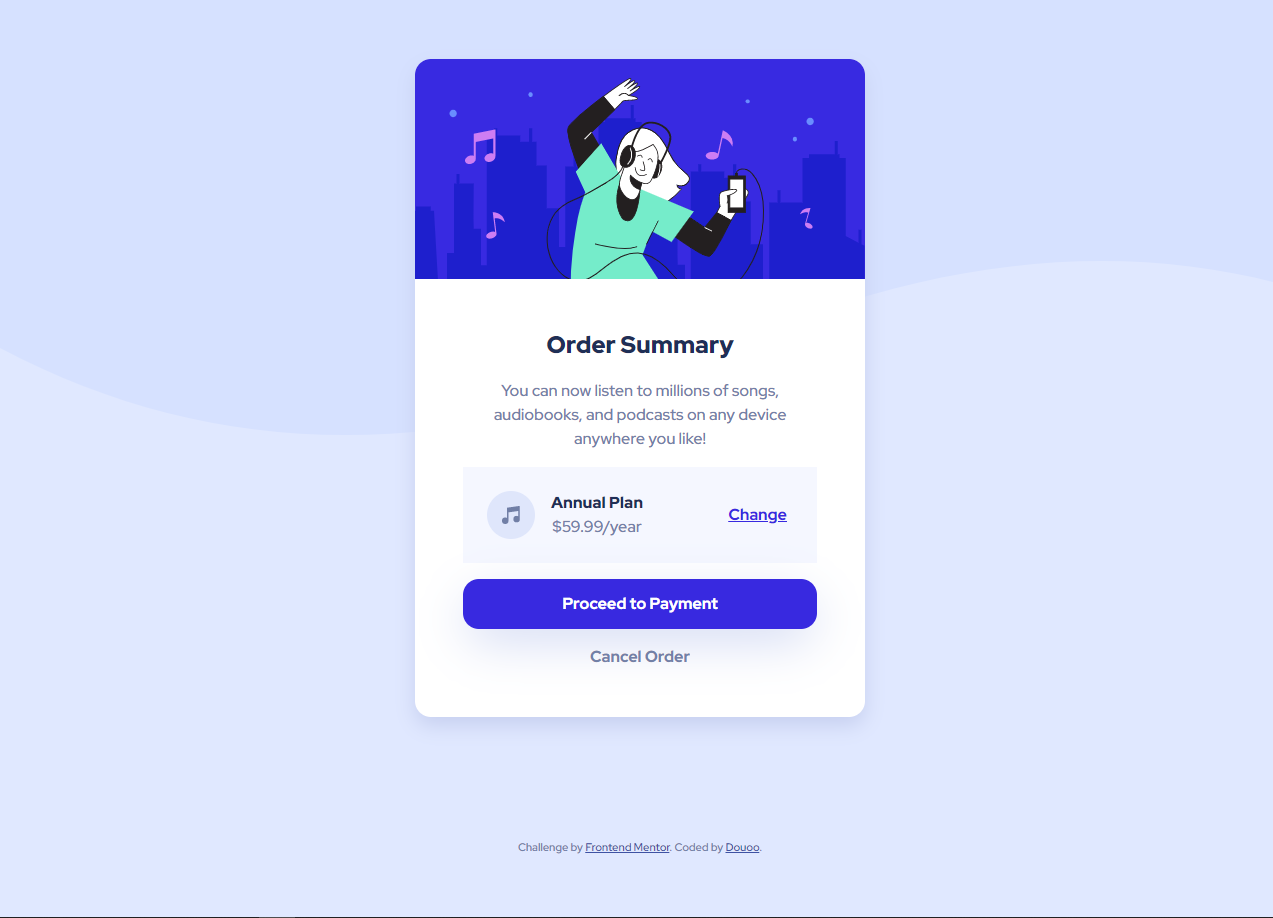 Order Summary
You can now listen to millions of songs,
audiobooks, and podcasts on any device
anywhere you like!
Annual Plan
$59.99/year
Change
Proceed to Payment
Cancel Order
Challenge by Frontend Mentor. Coded by Douoo.